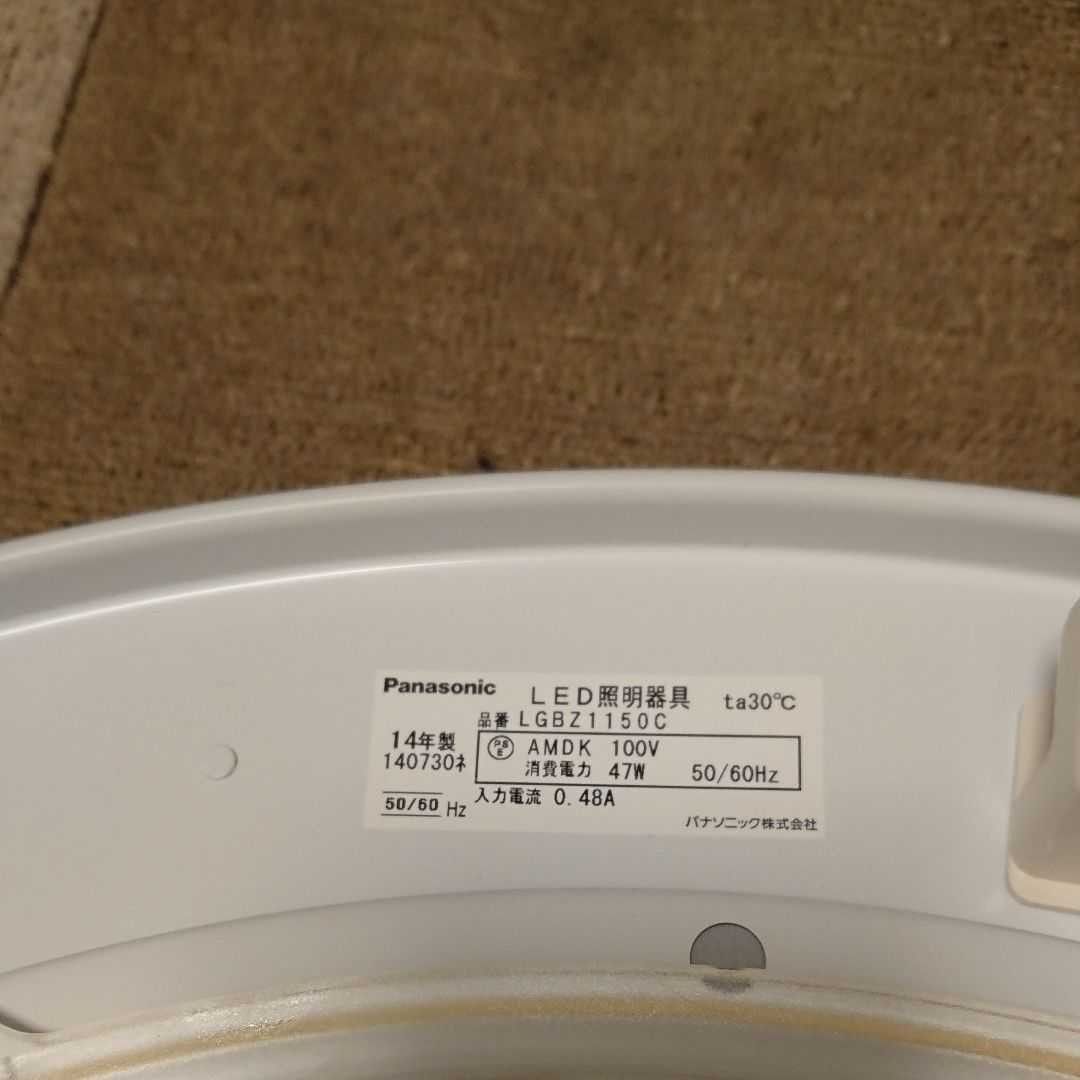 Panasonic
LED照明器具 ta30℃
品番 LGBZ1150C
14年製
140730ネ
50/60 Hz
PSE AMDK 100V
消費電力 47W 50/60Hz
入力電流 0.48A
パナソニック株式会社